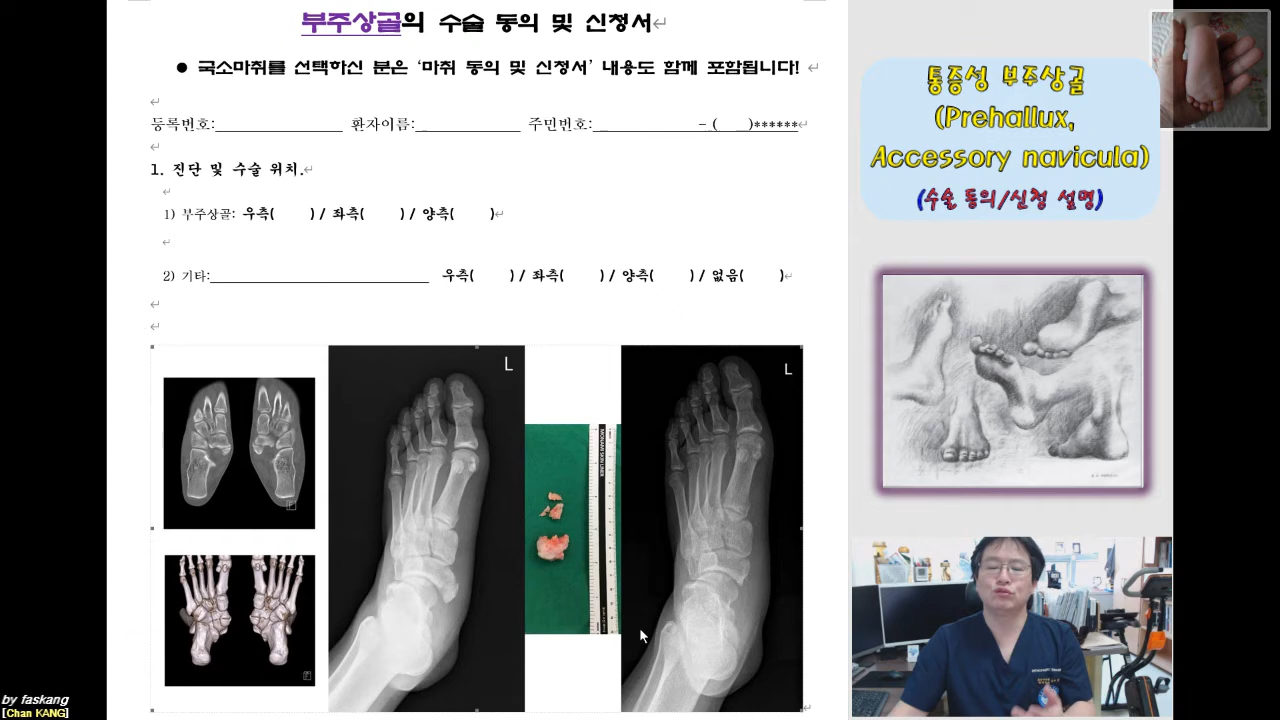 부주상골의 수술 동의 및 신청서
● 국소마취를 선택하신 분은 '마취 동의 및 신청서' 내용도 함께 포함됩니다!
등록번호:__________________ 환자이름:_______________ 주민번호:_______________ - ( __)******
1. 진단 및 수술 위치.
1) 부주상골: 우측( ) / 좌측( ) / 양측( )
2) 기타:_______________________________ 우측( ) / 좌측( ) / 양측( ) / 없음( )
L
L
통증성 부주상골
(Prehallux,
Accessory navicula)
(수술 동의/신청 설명)
by faskang
[Chan KANG]